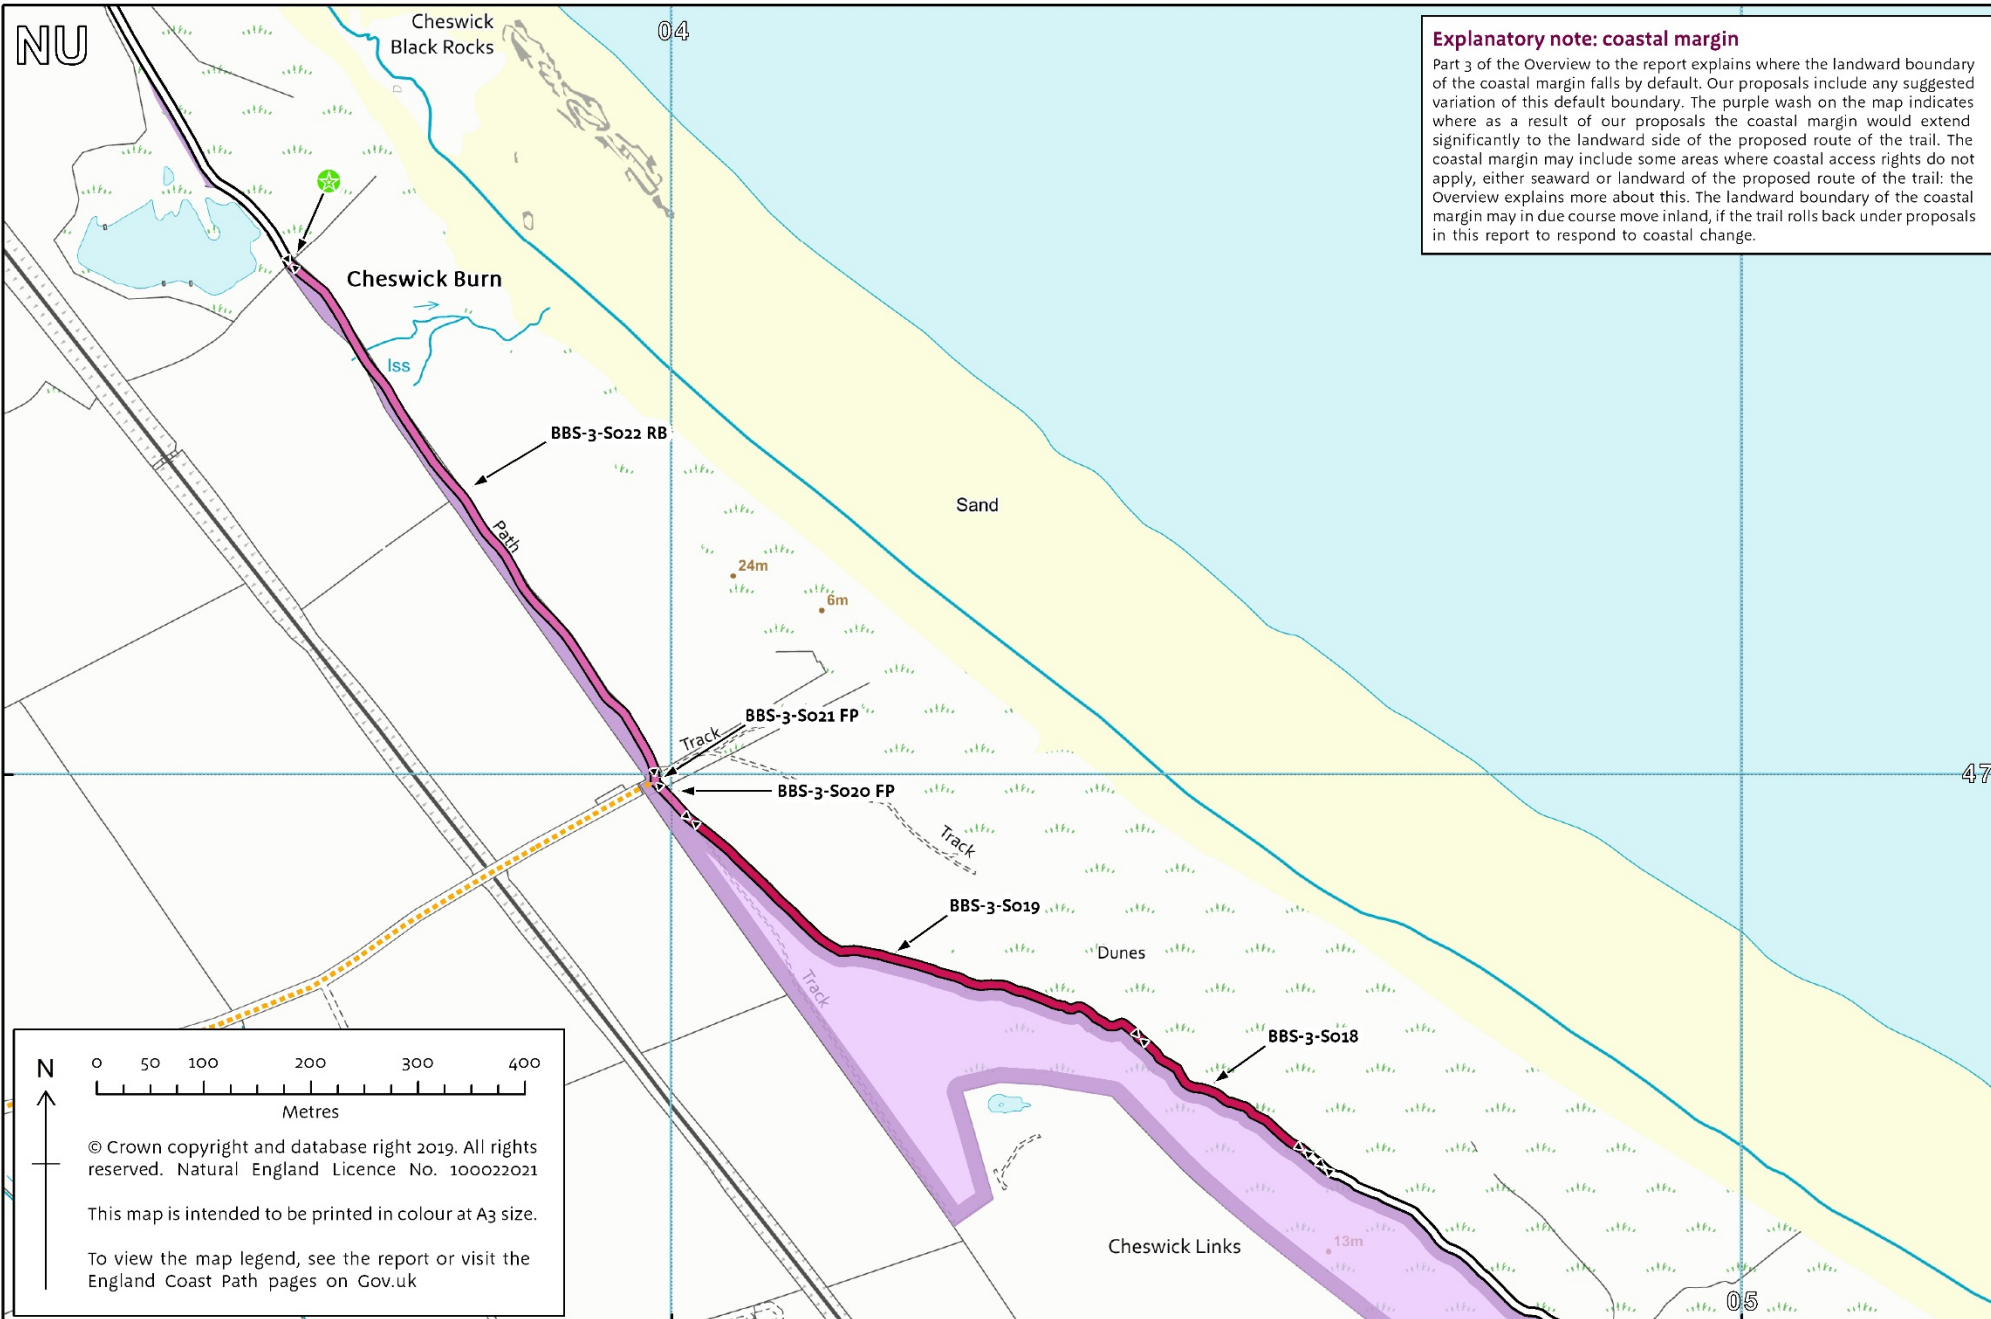 NU
Cheswick
Black Rocks
04
Explanatory note: coastal margin
Part 3 of the Overview to the report explains where the landward boundary
of the coastal margin falls by default. Our proposals include any suggested
variation of this default boundary. The purple wash on the map indicates
where as a result of our proposals the coastal margin would extend
significantly to the landward side of the proposed route of the trail. The
coastal margin may include some areas where coastal access rights do not
apply, either seaward or landward of the proposed route of the trail: the
Overview explains more about this. The landward boundary of the coastal
margin may in due course move inland, if the trail rolls back under proposals
in this report to respond to coastal change.
Cheswick Burn
Iss
BBS-3-S022 RB
Sand
Path
24m
6m
BBS-3-S021 FP
Track
47
BBS-3-S020 FP
Track
BBS-3-S019
Dunes
Track
BBS-3-S018
Cheswick Links
13m
05
N
0 50 100 200 300 400
Metres
© Crown copyright and database right 2019. All rights
reserved. Natural England Licence No. 100022021
This map is intended to be printed in colour at A3 size.
To view the map legend, see the report or visit the
England Coast Path pages on Gov.uk